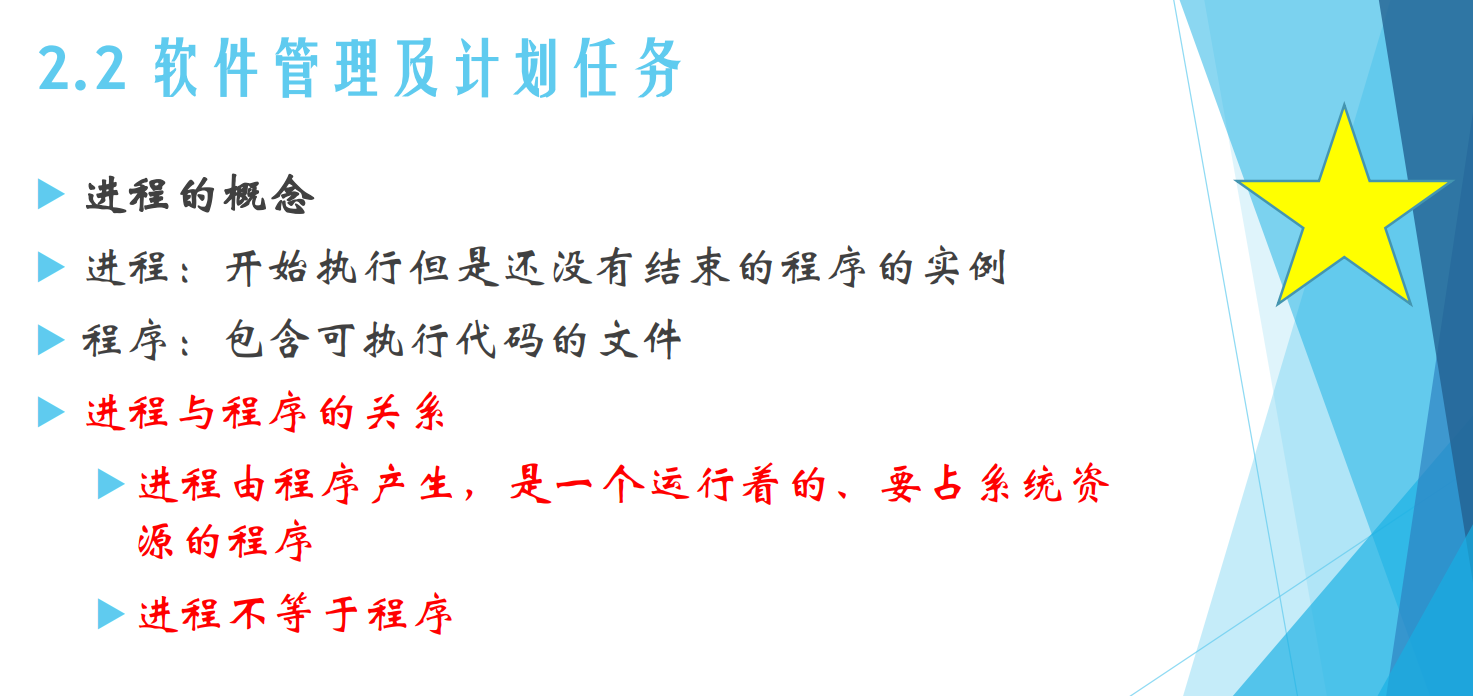 2.2 软件管理及计划任务
进程的概念
进程：开始执行但是还没有结束的程序的实例
程序：包含可执行代码的文件
进程与程序的关系
进程由程序产生，是一个运行着的、要占系统资
源的程序
进程不等于程序